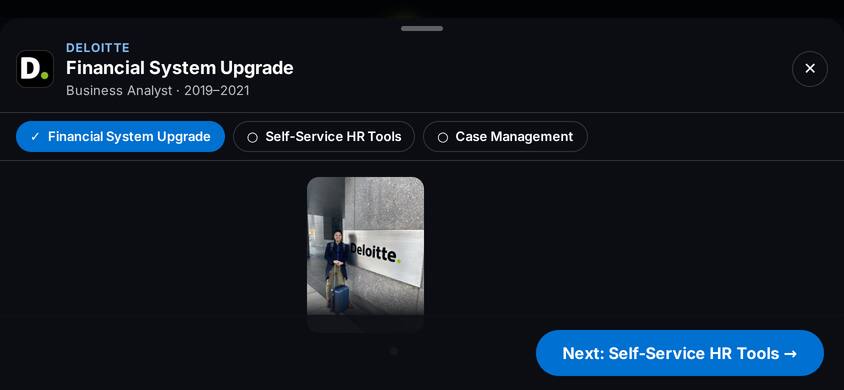 D.
DELOITTE
Financial System Upgrade
Business Analyst · 2019–2021
✕
✓ Financial System Upgrade
○ Self-Service HR Tools
○ Case Management
Deloitte.
Next: Self-Service HR Tools →